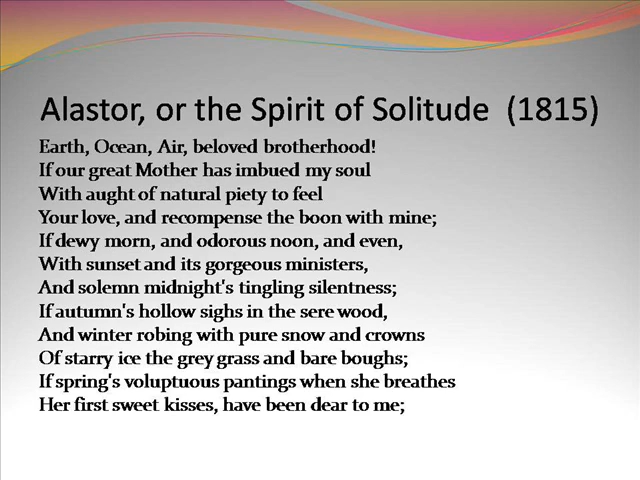 Alastor, or the Spirit of Solitude (1815)
Earth, Ocean, Air, beloved brotherhood!
If our great Mother has imbued my soul
With aught of natural piety to feel
Your love, and recompense the boon with mine;
If dewy morn, and odorous noon, and even,
With sunset and its gorgeous ministers,
And solemn midnight's tingling silentness;
If autumn's hollow sighs in the sere wood,
And winter robing with pure snow and crowns
Of starry ice the grey grass and bare boughs;
If spring's voluptuous pantings when she breathes
Her first sweet kisses, have been dear to me;